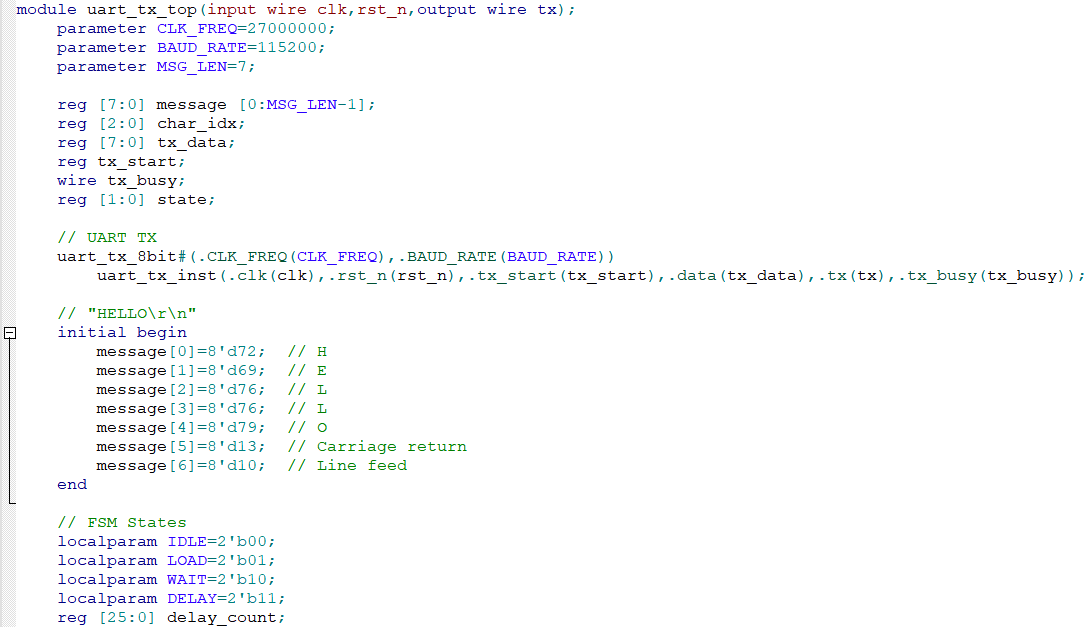 module uart_tx_top(input wire clk,rst_n,output wire tx);
    parameter CLK_FREQ=27000000;
    parameter BAUD_RATE=115200;
    parameter MSG_LEN=7;

    reg [7:0] message [0:MSG_LEN-1];
    reg [2:0] char_idx;
    reg [7:0] tx_data;
    reg tx_start;
    wire tx_busy;
    reg [1:0] state;

    // UART TX
    uart_tx_8bit#(.CLK_FREQ(CLK_FREQ),.BAUD_RATE(BAUD_RATE))
        uart_tx_inst(.clk(clk),.rst_n(rst_n),.tx_start(tx_start),.data(tx_data),.tx(tx),.tx_busy(tx_busy));

    // "HELLO\r\n"
    initial begin
        message[0]=8'd72;  // H
        message[1]=8'd69;  // E
        message[2]=8'd76;  // L
        message[3]=8'd76;  // L
        message[4]=8'd79;  // O
        message[5]=8'd13;  // Carriage return
        message[6]=8'd10;  // Line feed
    end

    // FSM States
    localparam IDLE=2'b00;
    localparam LOAD=2'b01;
    localparam WAIT=2'b10;
    localparam DELAY=2'b11;
    reg [25:0] delay_count;